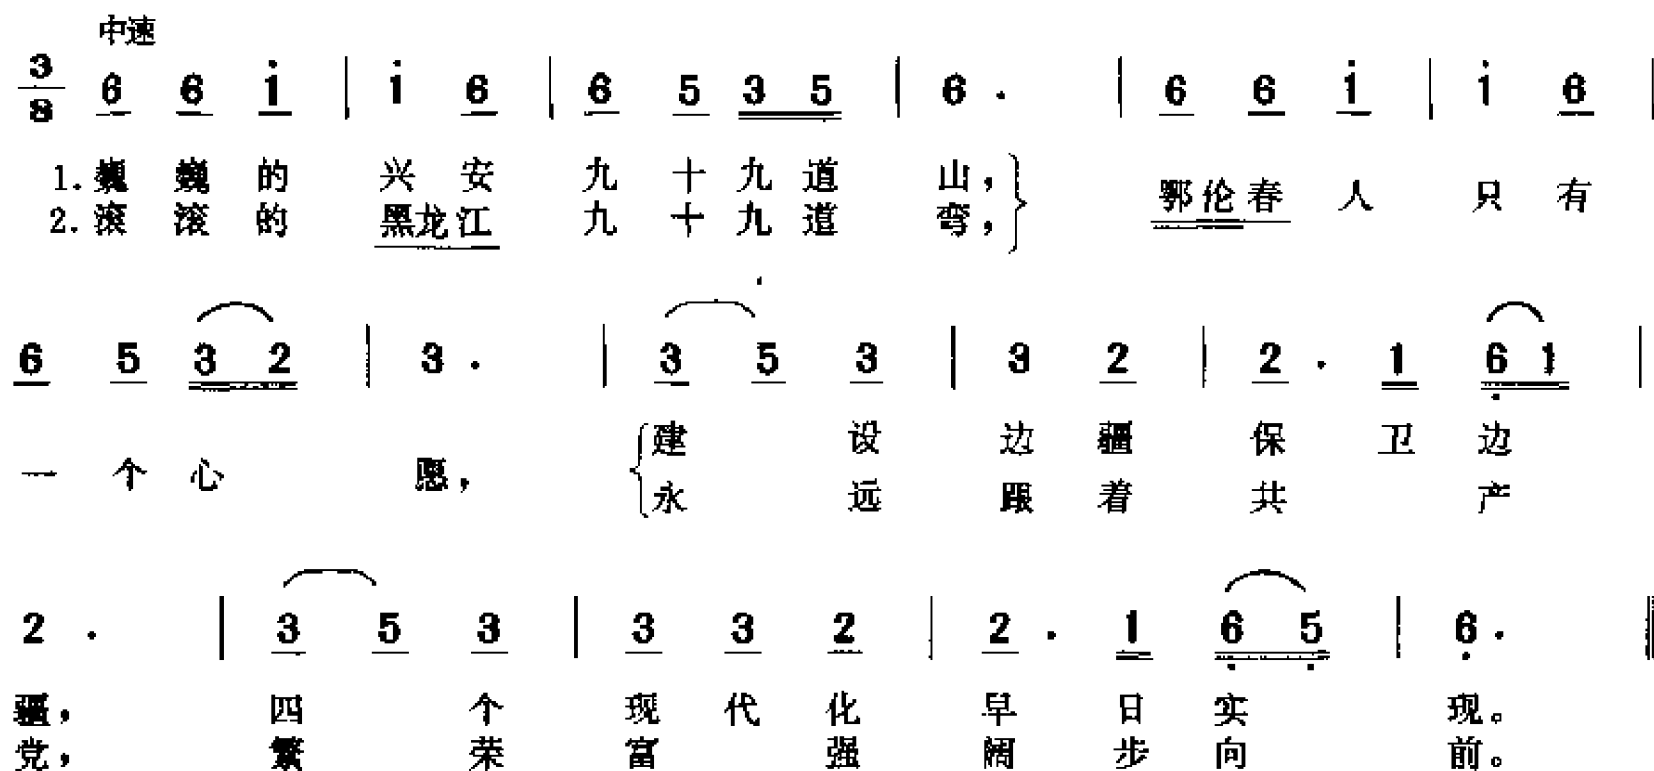 中速
3/8 6 6 i | i 6 | 6 5 3 5 | 6 . | 6 6 i | i 6 |
1. 巍 巍 的 兴 安 九 十 九 道 山， 鄂 伦 春 人 只 有
2. 滚 滚 的 黑龙江 九 十 九 道 弯，
6 5 3 2 | 3 . | 3 5 3 | 3 2 | 2 . 1 6 1 |
一 个 心 愿， 建 设 边 疆 保 卫 边
永 远 跟 着 共 产
2 . | 3 5 3 | 3 3 2 | 2 . 1 6 5 | 6 . ‖
疆， 四 个 现 代 化 早 日 实 现。
党， 繁 荣 富 强 阔 步 向 前。